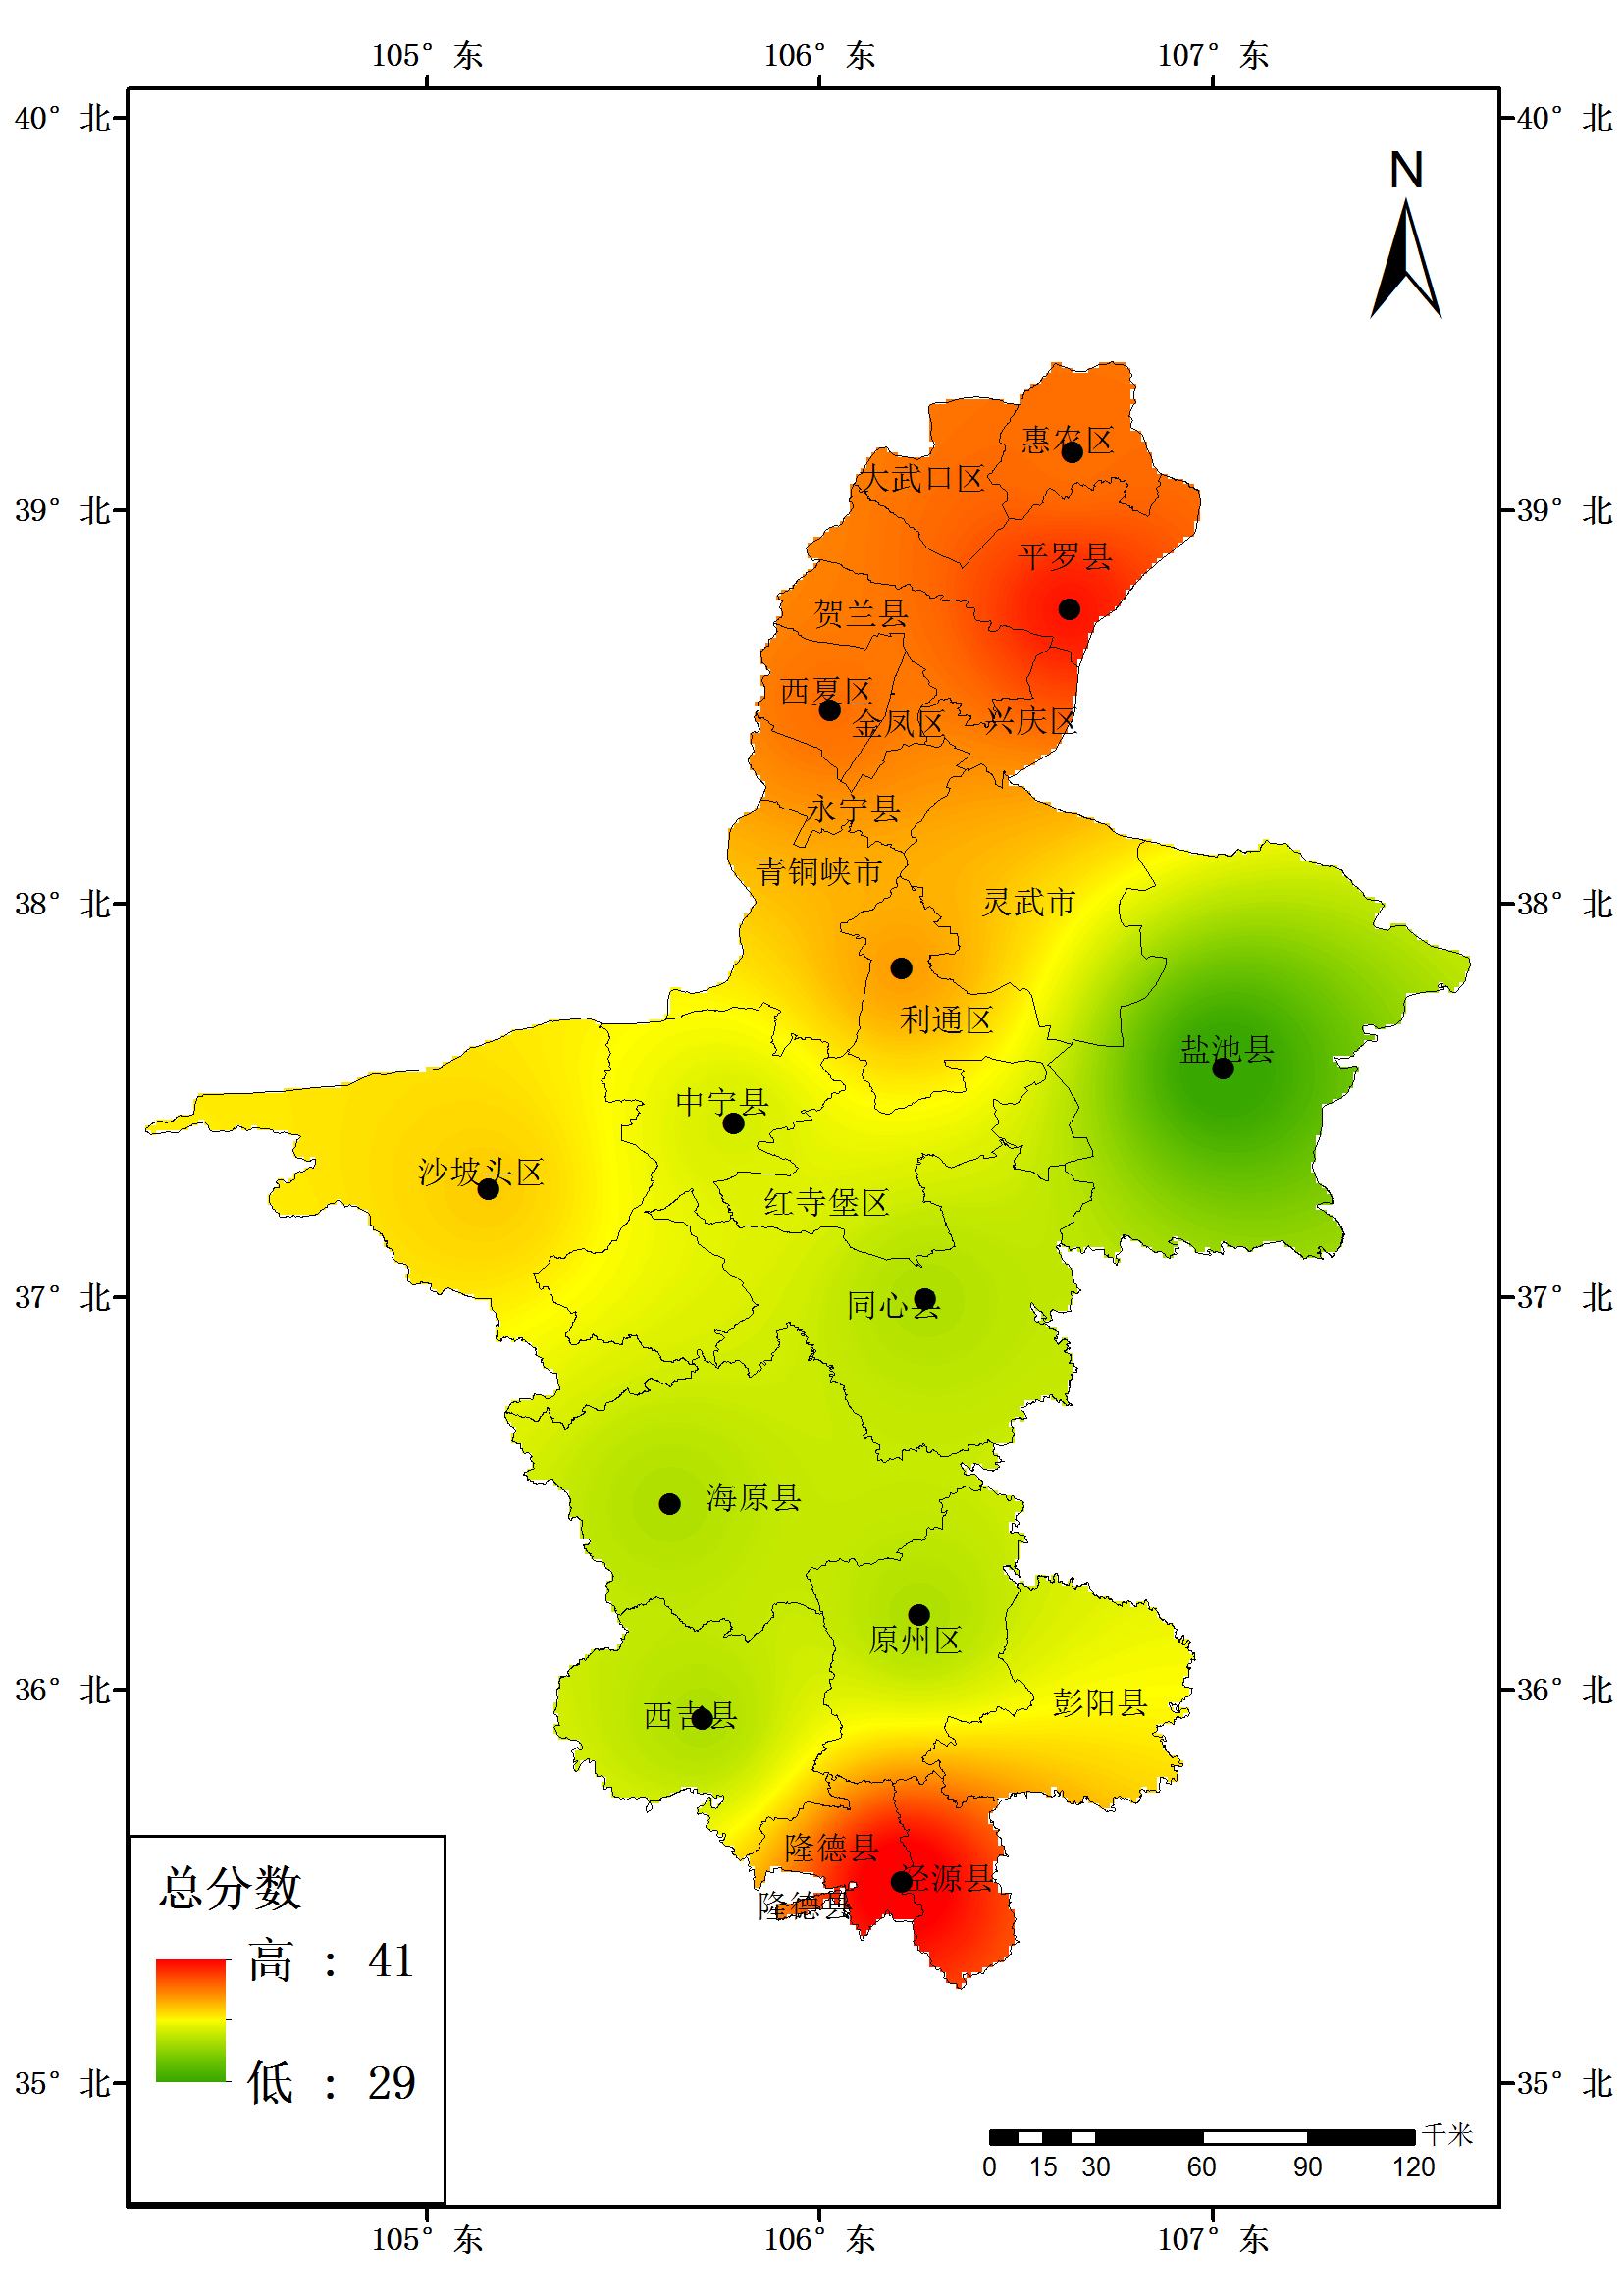 105° 东 106° 东 107° 东
40° 北 40° 北
N
惠农区
大武口区
39° 北 39° 北
平罗县
贺兰县
西夏区
金凤区 兴庆区
永宁县
青铜峡市
灵武市
38° 北 38° 北
利通区
盐池县
中宁县
沙坡头区
红寺堡区
37° 北 37° 北
同心县
海原县
原州区
36° 北 36° 北
彭阳县
西吉县
隆德县
泾源县
隆德县
总分数
高 : 41
低 : 29
35° 北 35° 北
千米
0 15 30 60 90 120
105° 东 106° 东 107° 东